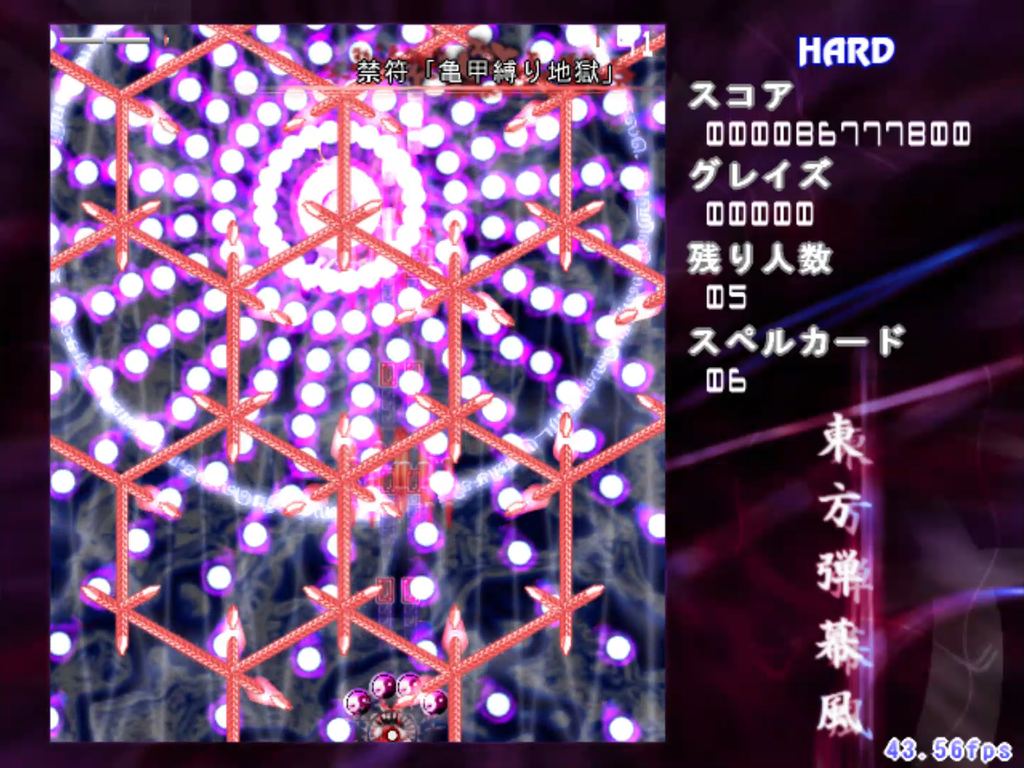 禁符「亀甲縛り地獄」
HARD
スコア
000086777800
グレイズ
00000
残り人数
05
スペルカード
06
東方弾幕風
43.56fps